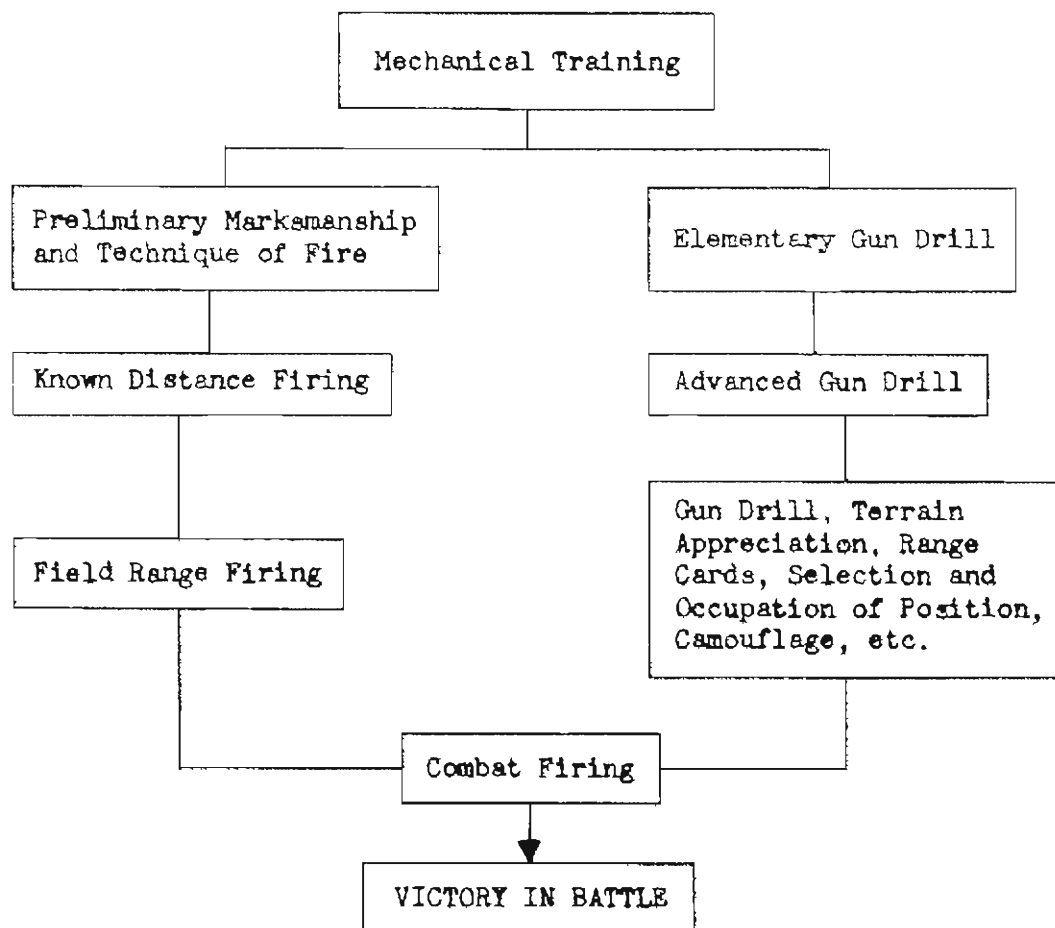 Mechanical Training
Preliminary Marksmanship
and Technique of Fire
Elementary Gun Drill
Known Distance Firing
Advanced Gun Drill
Field Range Firing
Gun Drill, Terrain
Appreciation, Range
Cards, Selection and
Occupation of Position,
Camouflage, etc.
Combat Firing
VICTORY IN BATTLE